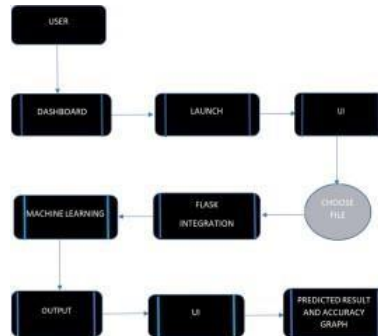 USER
DASHBOARD
LAUNCH
UI
CHOOSE
FILE
FLASK
INTEGRATION
MACHINE LEARNING
OUTPUT
UI
PREDICTED RESULT
AND ACCURACY
GRAPH